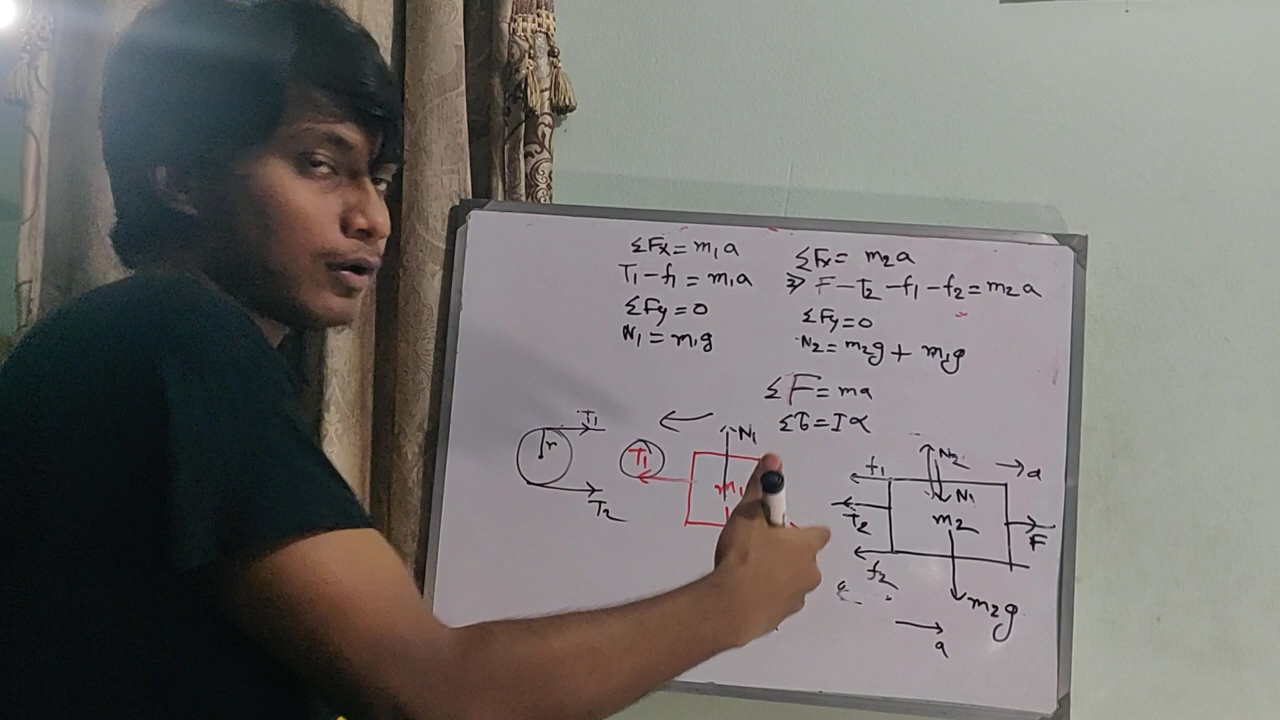 ΣFx = m₁a
T₁ − f₁ = m₁a
ΣFy = 0
N₁ = m₁g
ΣFx = m₂a
⇒ F − T₂ − f₁ − f₂ = m₂a
ΣFy = 0
N₂ = m₂g + m₁g
ΣF = ma
Στ = Iα
T₁
r
T₂
T₁
N₁
m₁
f₁
N₂
a
N₁
T₂
m₂
F
f₂
m₂g
a